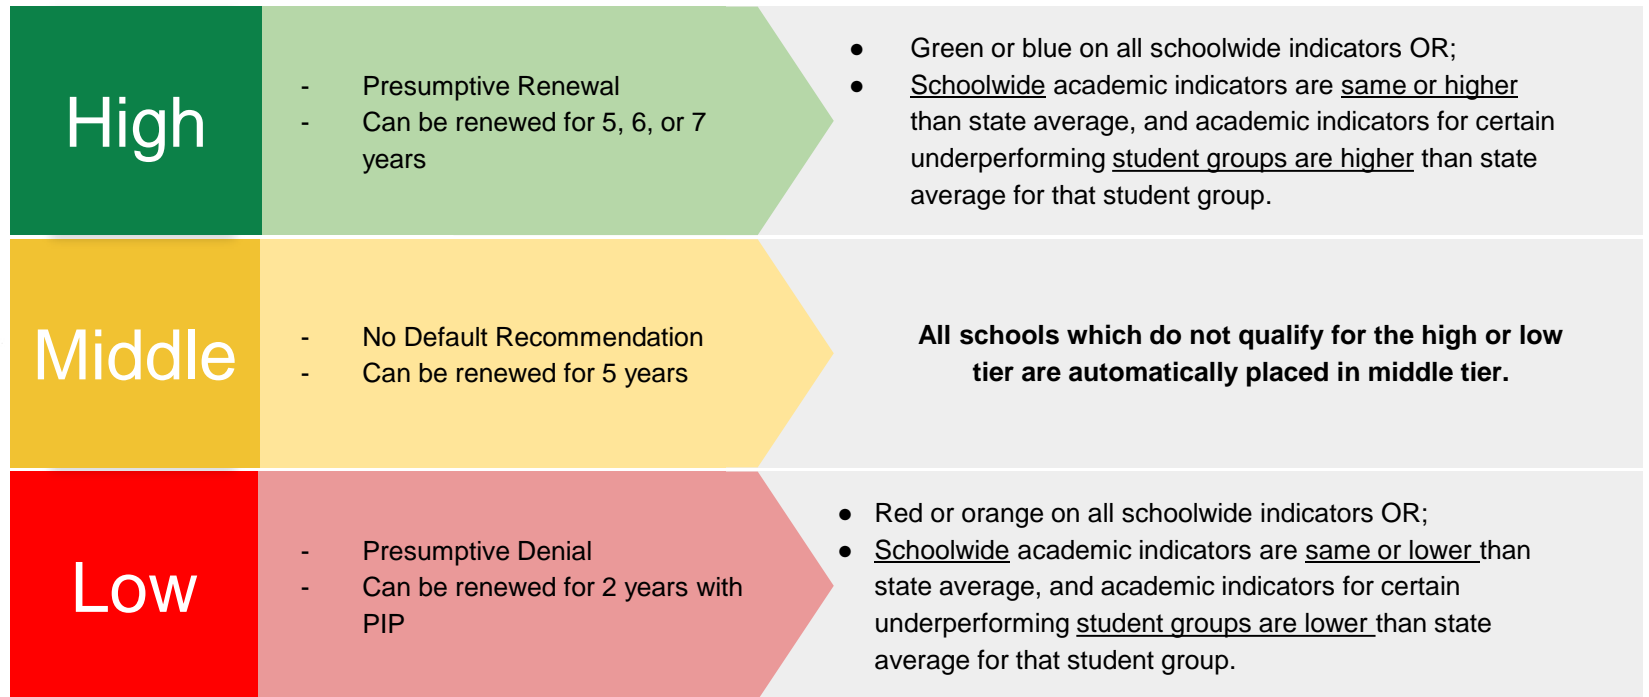 High
- Presumptive Renewal
- Can be renewed for 5, 6, or 7
years
● Green or blue on all schoolwide indicators OR;
● Schoolwide academic indicators are same or higher
than state average, and academic indicators for certain
underperforming student groups are higher than state
average for that student group.
Middle
- No Default Recommendation
- Can be renewed for 5 years
All schools which do not qualify for the high or low
tier are automatically placed in middle tier.
Low
- Presumptive Denial
- Can be renewed for 2 years with
PIP
● Red or orange on all schoolwide indicators OR;
● Schoolwide academic indicators are same or lower than
state average, and academic indicators for certain
underperforming student groups are lower than state
average for that student group.